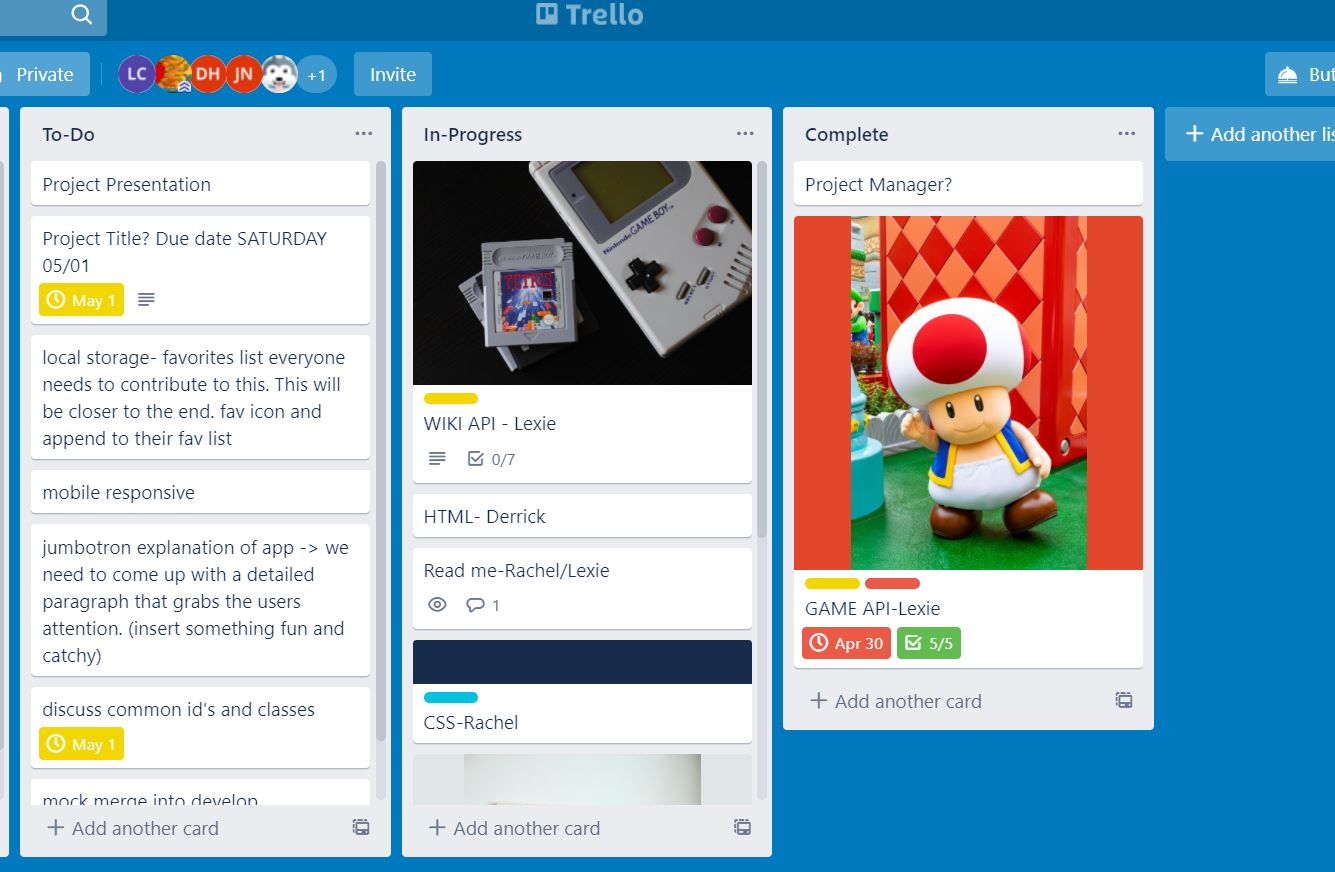 Trello
Private
LC
DH
JN
+1
Invite
To-Do
Project Presentation
Project Title? Due date SATURDAY
05/01
May 1
local storage- favorites list everyone
needs to contribute to this. This will
be closer to the end. fav icon and
append to their fav list
mobile responsive
jumbotron explanation of app -> we
need to come up with a detailed
paragraph that grabs the users
attention. (insert something fun and
catchy)
discuss common id's and classes
May 1
mock merge into develop
+ Add another card
In-Progress
Nintendo GAME BOY
TETRIS
SELECT
WIKI API - Lexie
0/7
HTML- Derrick
Read me-Rachel/Lexie
1
CSS-Rachel
+ Add another card
Complete
Project Manager?
GAME API-Lexie
Apr 30
5/5
+ Add another card
+ Add another